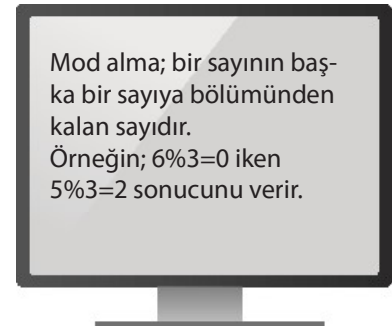 Mod alma; bir sayının baş-
ka bir sayıya bölümünden
kalan sayıdır.
Örneğin; 6%3=0 iken
5%3=2 sonucunu verir.